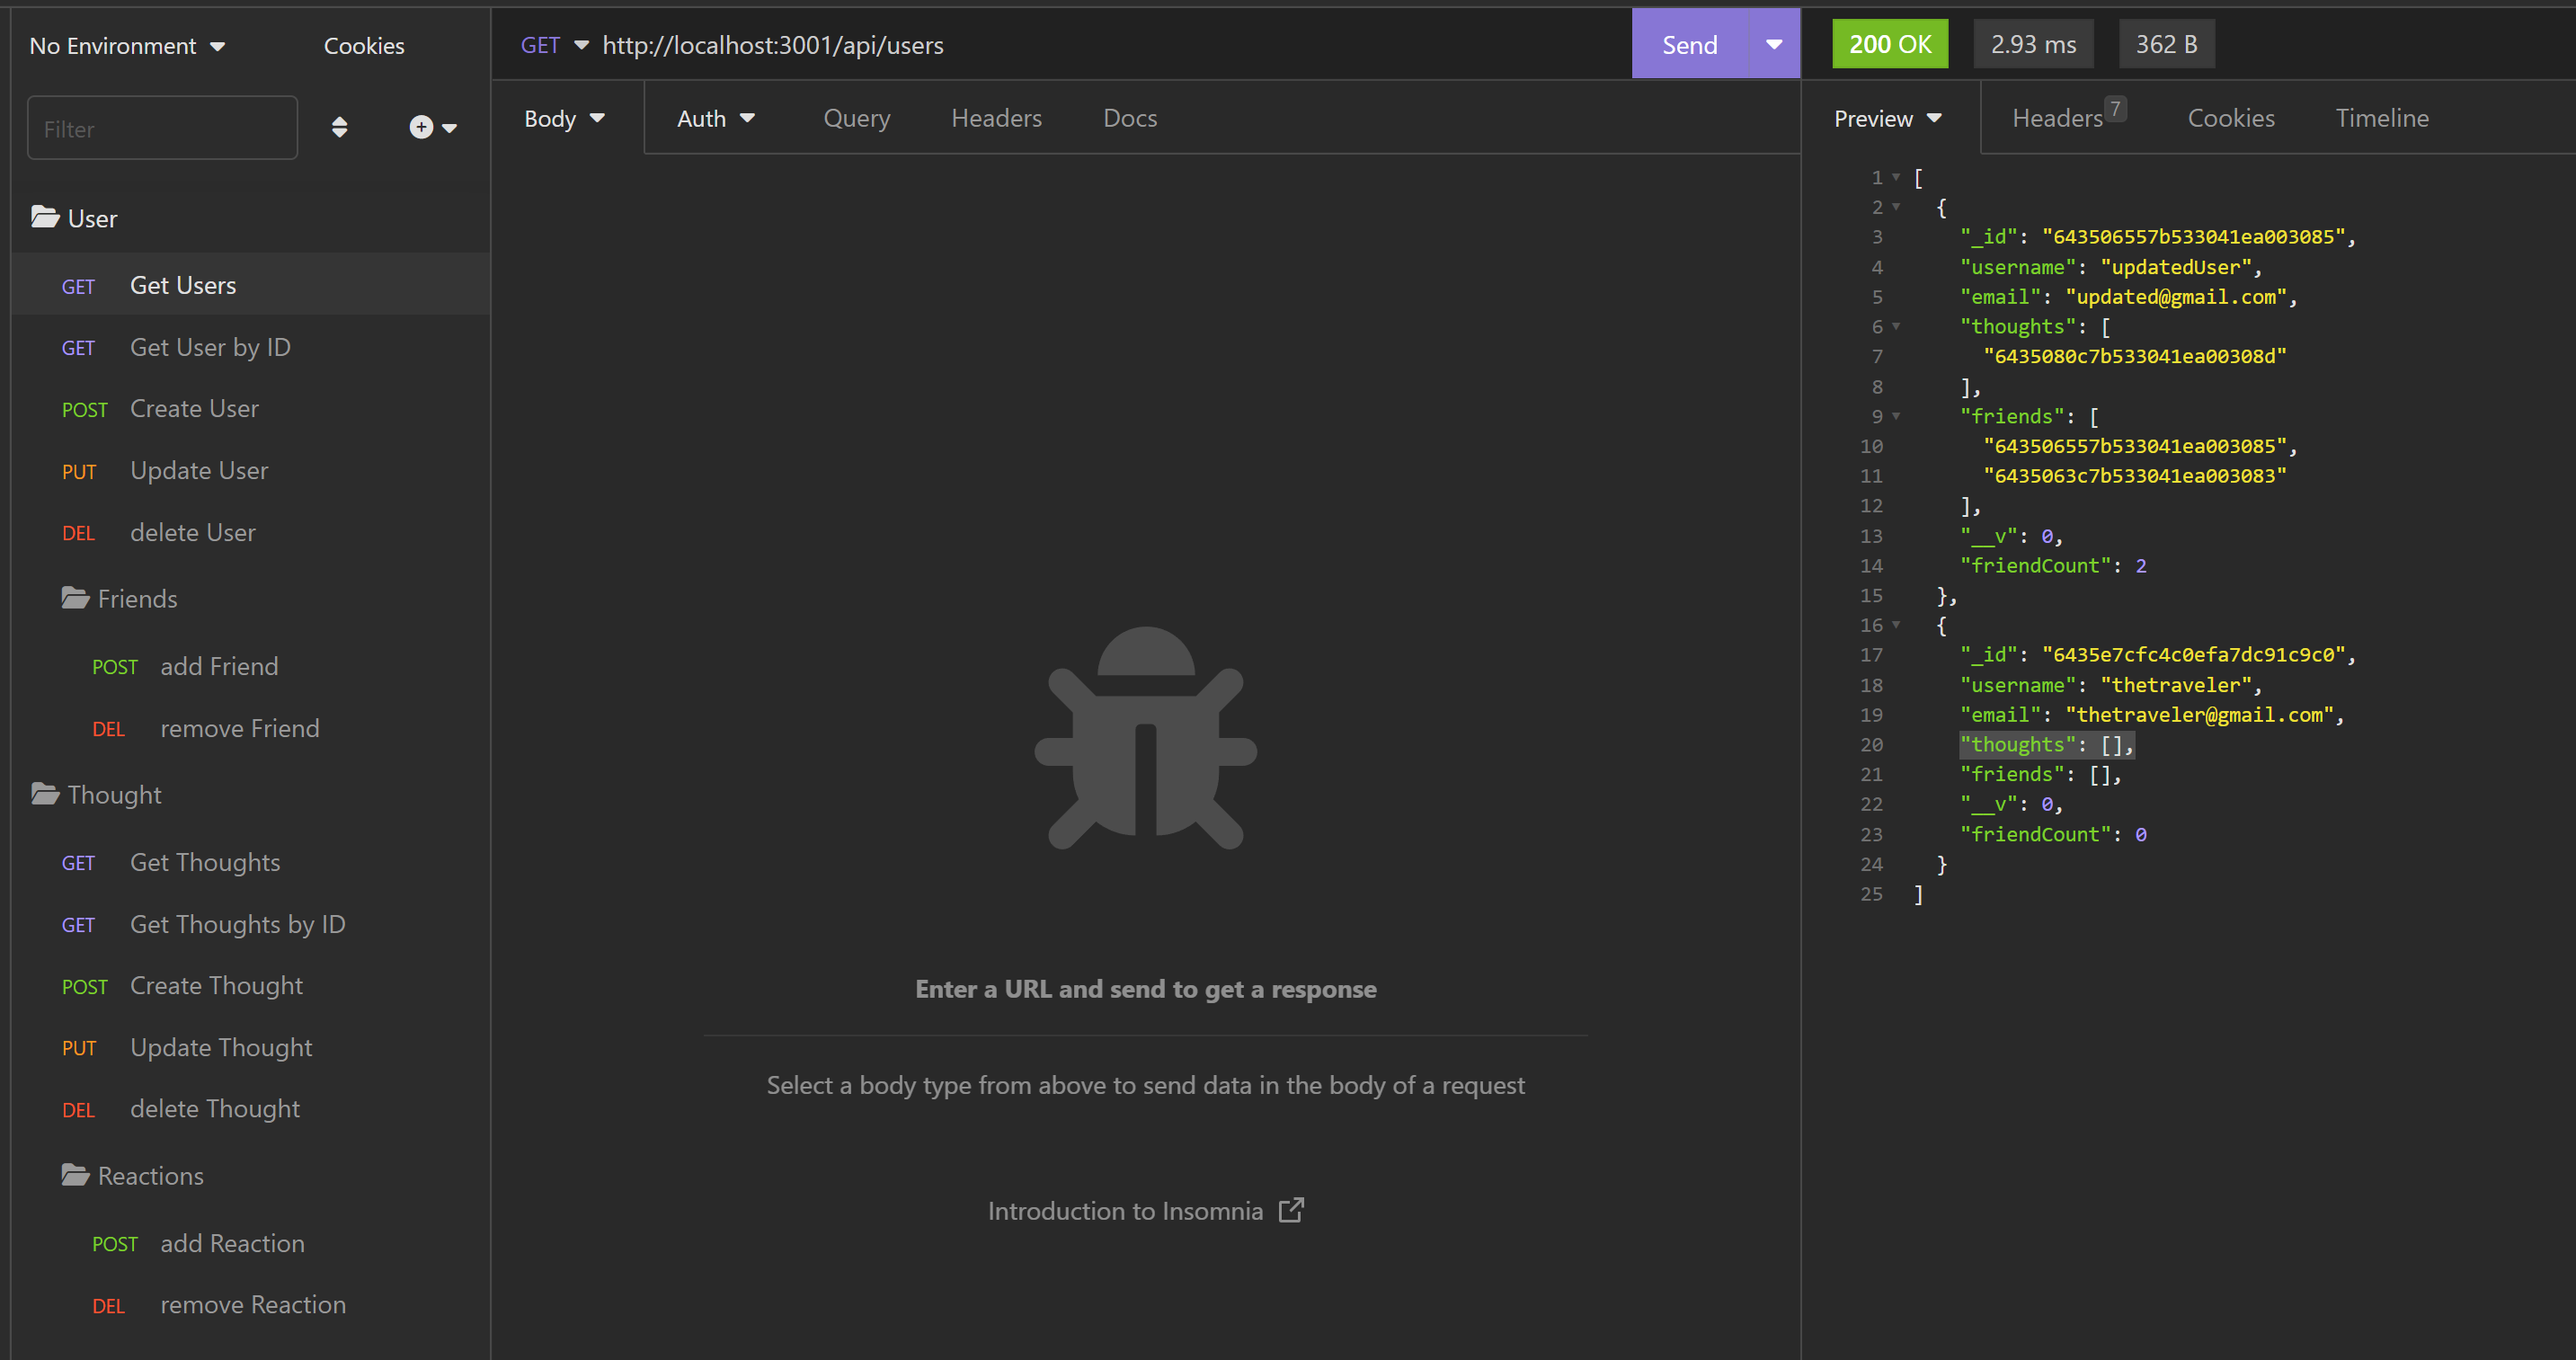 No Environment
Cookies
Filter
User
GET Get Users
GET Get User by ID
POST Create User
PUT Update User
DEL delete User
Friends
POST add Friend
DEL remove Friend
Thought
GET Get Thoughts
GET Get Thoughts by ID
POST Create Thought
PUT Update Thought
DEL delete Thought
Reactions
POST add Reaction
DEL remove Reaction
GET http://localhost:3001/api/users
Send
Body Auth Query Headers Docs
Enter a URL and send to get a response
Select a body type from above to send data in the body of a request
Introduction to Insomnia
200 OK 2.93 ms 362 B
Preview Headers 7 Cookies Timeline
1 [
2 {
3 "_id": "643506557b533041ea003085",
4 "username": "updatedUser",
5 "email": "updated@gmail.com",
6 "thoughts": [
7 "6435080c7b533041ea00308d"
8 ],
9 "friends": [
10 "643506557b533041ea003085",
11 "6435063c7b533041ea003083"
12 ],
13 "__v": 0,
14 "friendCount": 2
15 },
16 {
17 "_id": "6435e7cfc4c0efa7dc91c9c0",
18 "username": "thetraveler",
19 "email": "thetraveler@gmail.com",
20 "thoughts": [],
21 "friends": [],
22 "__v": 0,
23 "friendCount": 0
24 }
25 ]